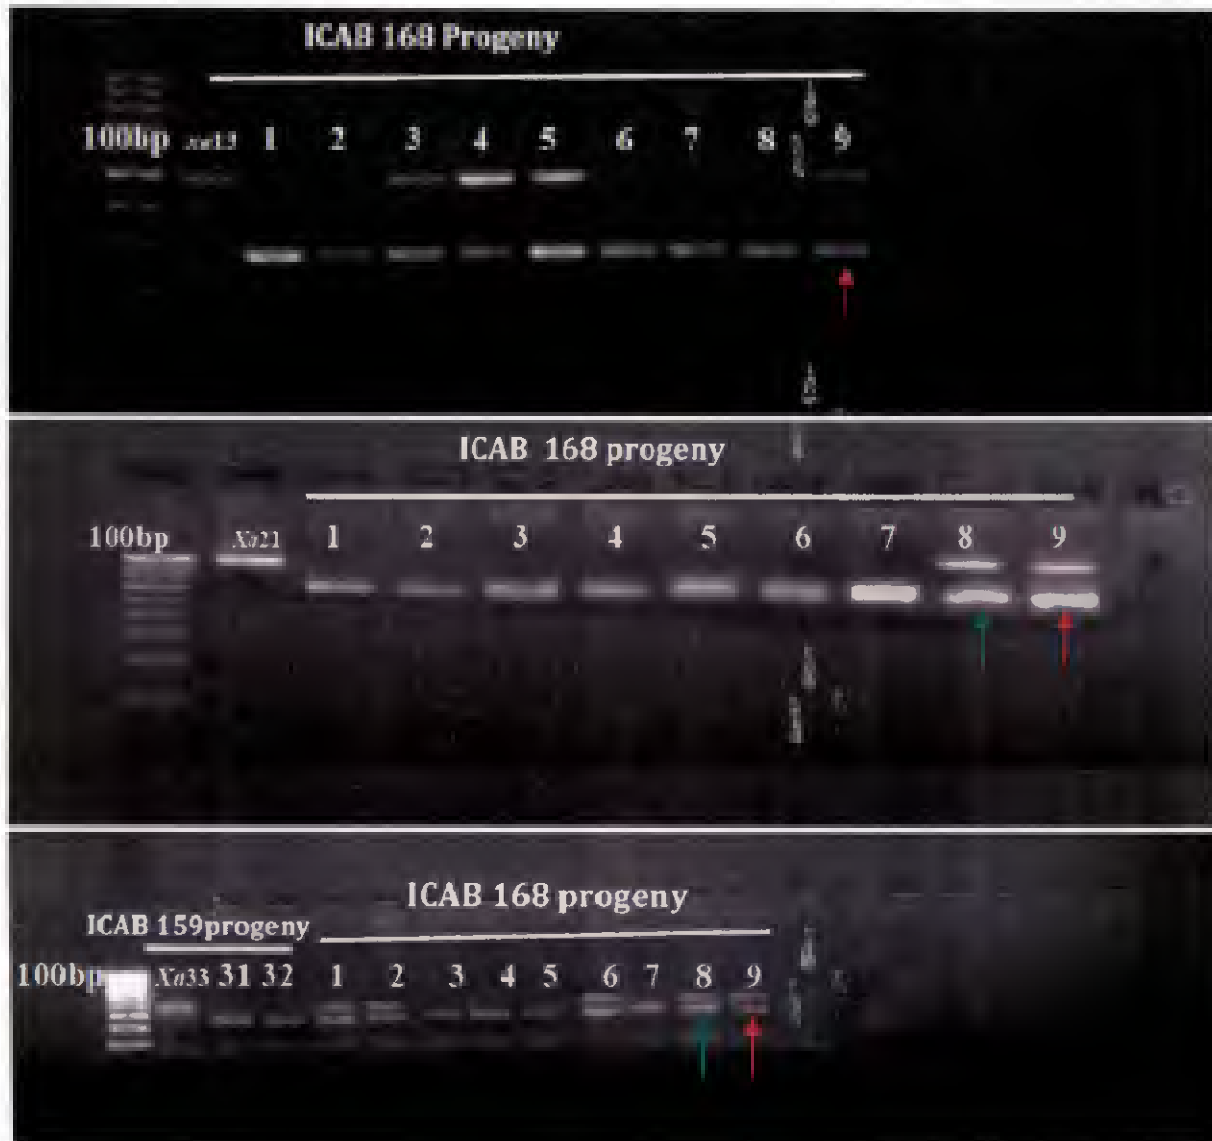 ICAB 168 Progeny
100bp xa13 1 2 3 4 5 6 7 8 9
ICAB 168 progeny
100bp Xa21 1 2 3 4 5 6 7 8 9
ICAB 168 progeny
ICAB 159progeny
100bp Xa33 31 32 1 2 3 4 5 6 7 8 9